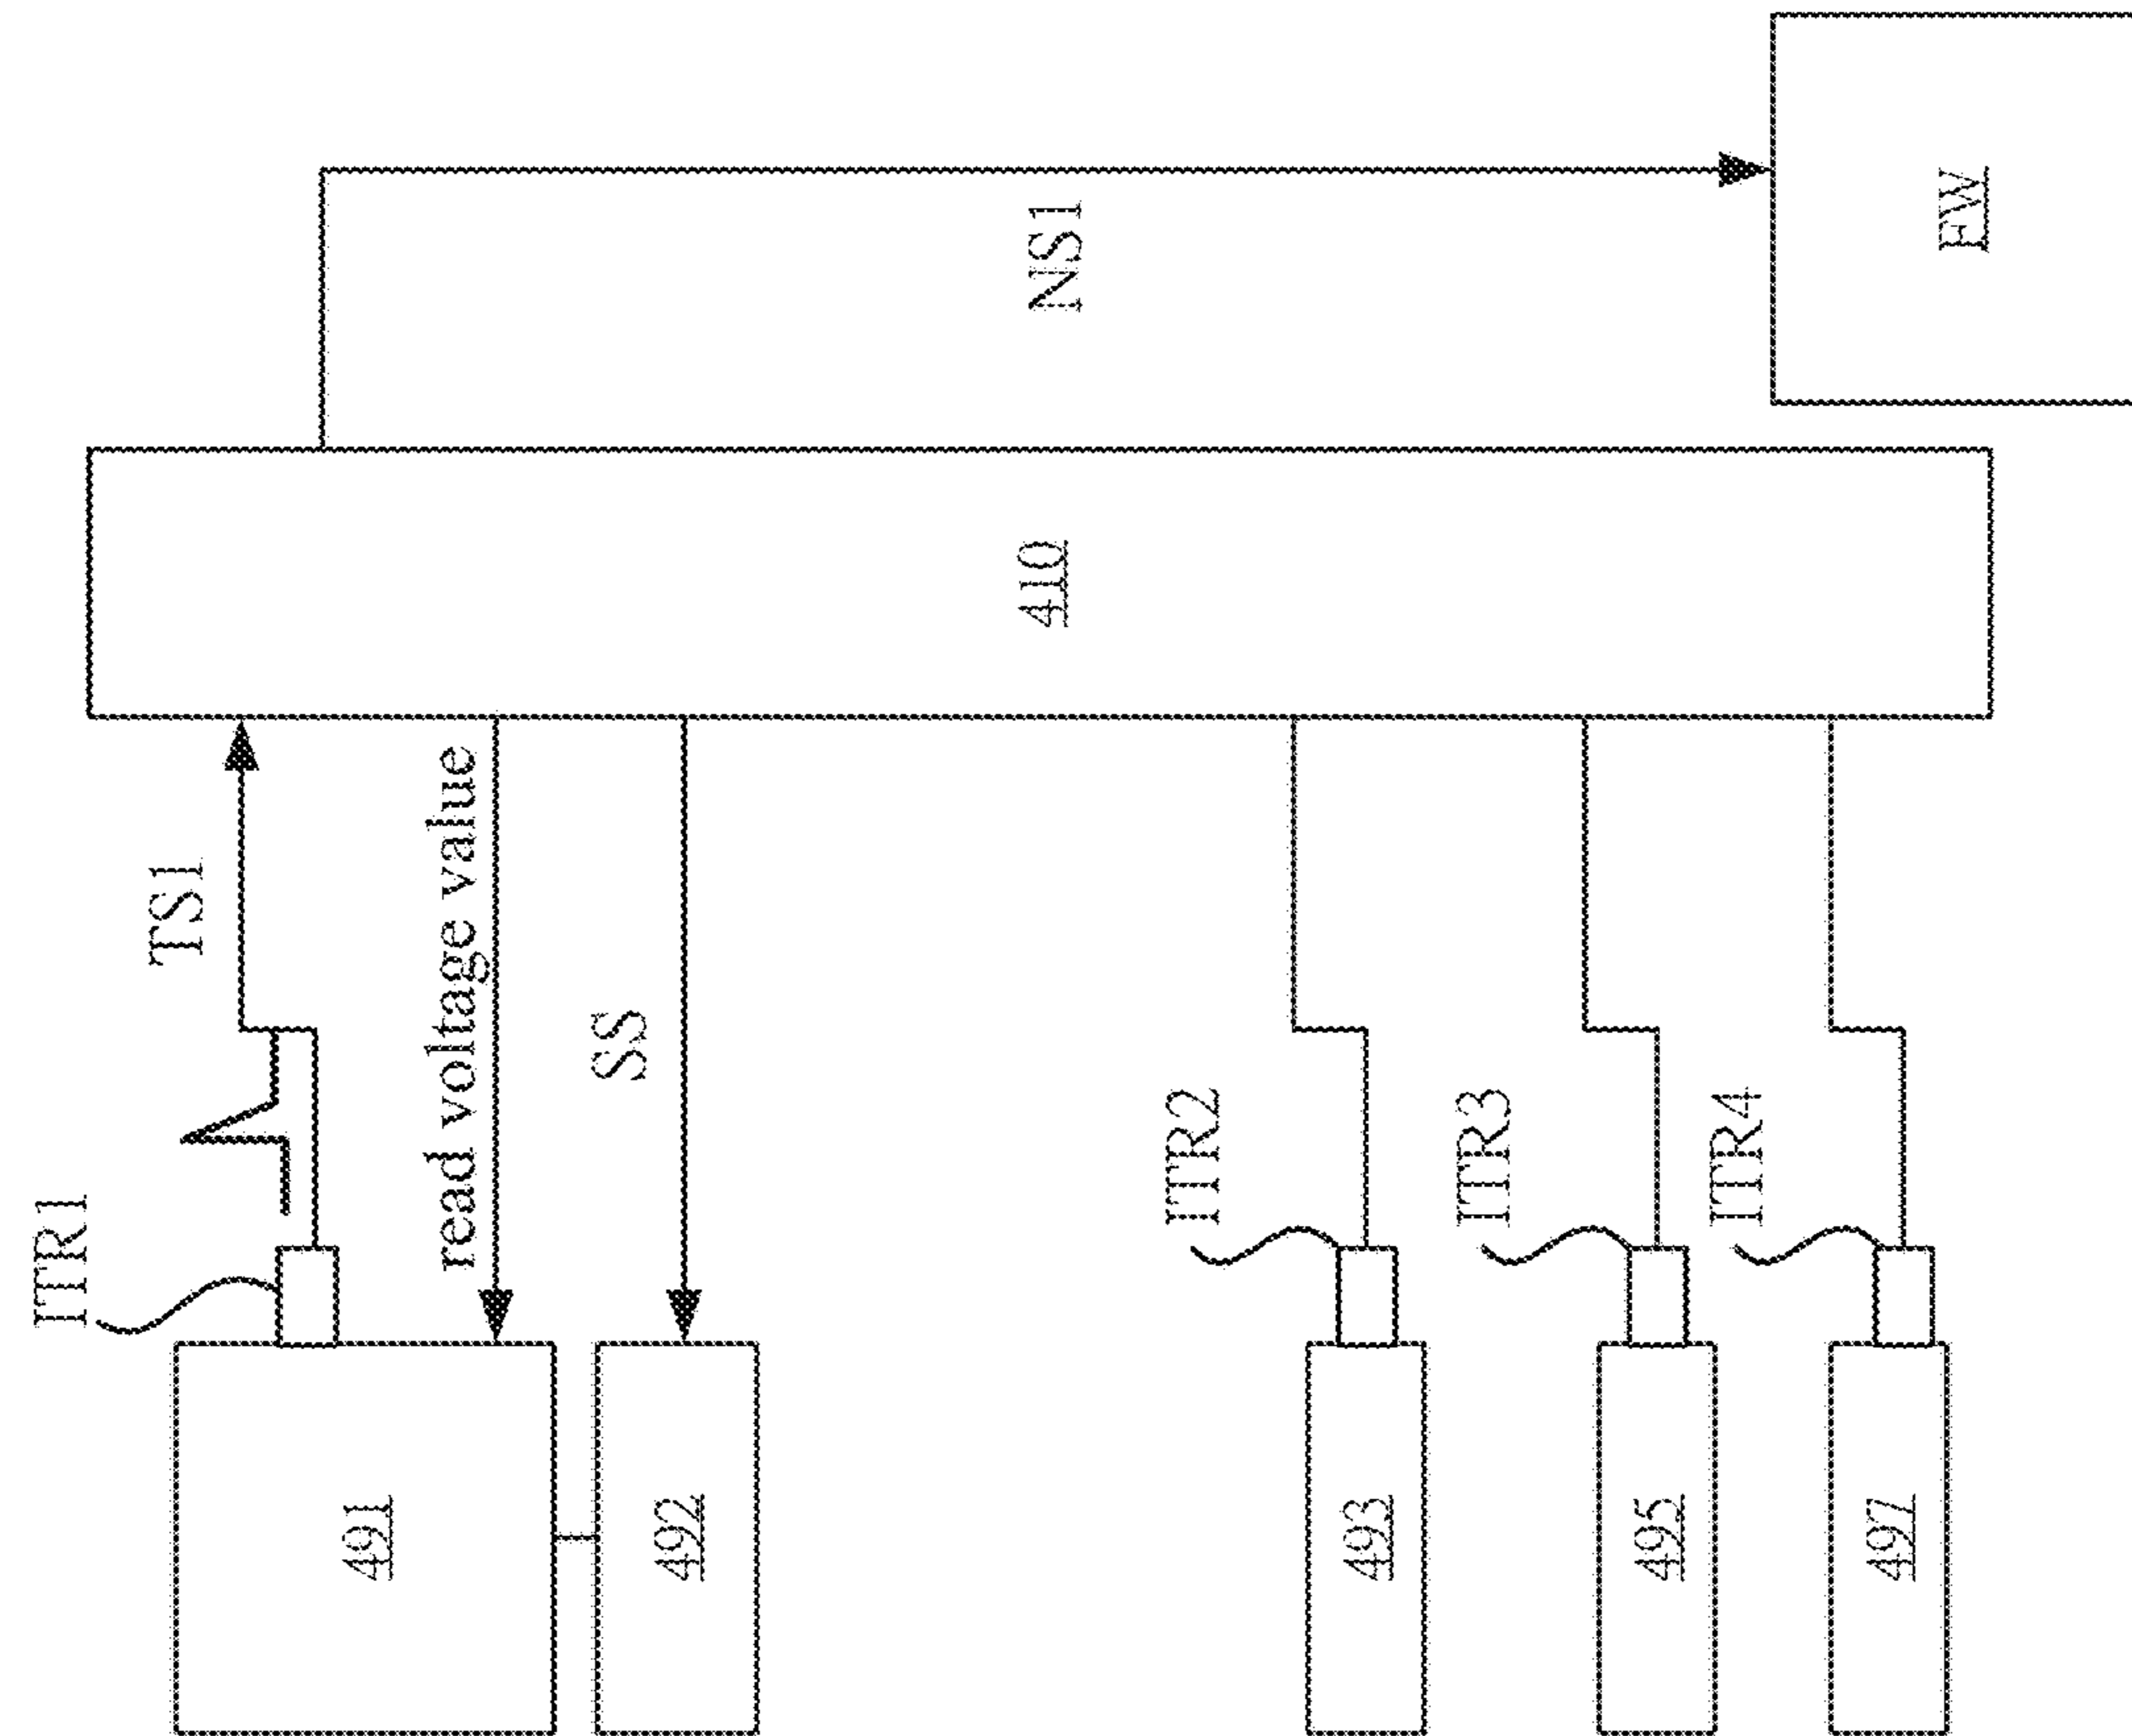 ITR1
TS1
491
read voltage value
SS
492
410
NS1
ITR2
493
ITR3
495
ITR4
497
FW